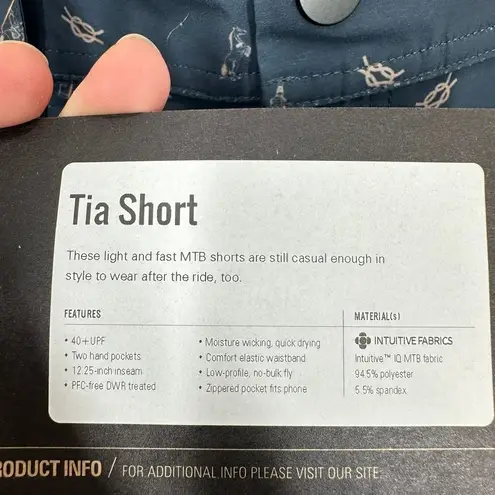 Tia Short
These light and fast MTB shorts are still casual enough in
style to wear after the ride, too.
FEATURES
• 40+ UPF
• Two hand pockets
• 12.25-inch inseam
• PFC-free DWR treated
• Moisture wicking, quick drying
• Comfort elastic waistband
• Low-profile, no-bulk fly
• Zippered pocket fits phone
MATERIAL(s)
INTUITIVE FABRICS
Intuitive™ IQ MTB fabric
94.5% polyester
5.5% spandex
RODUCT INFO / FOR ADDITIONAL INFO PLEASE VISIT OUR SITE: